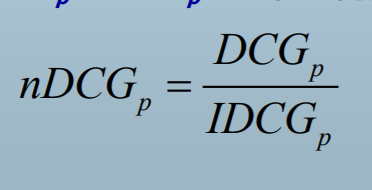 nDCG_p = DCG_p / IDCG_p